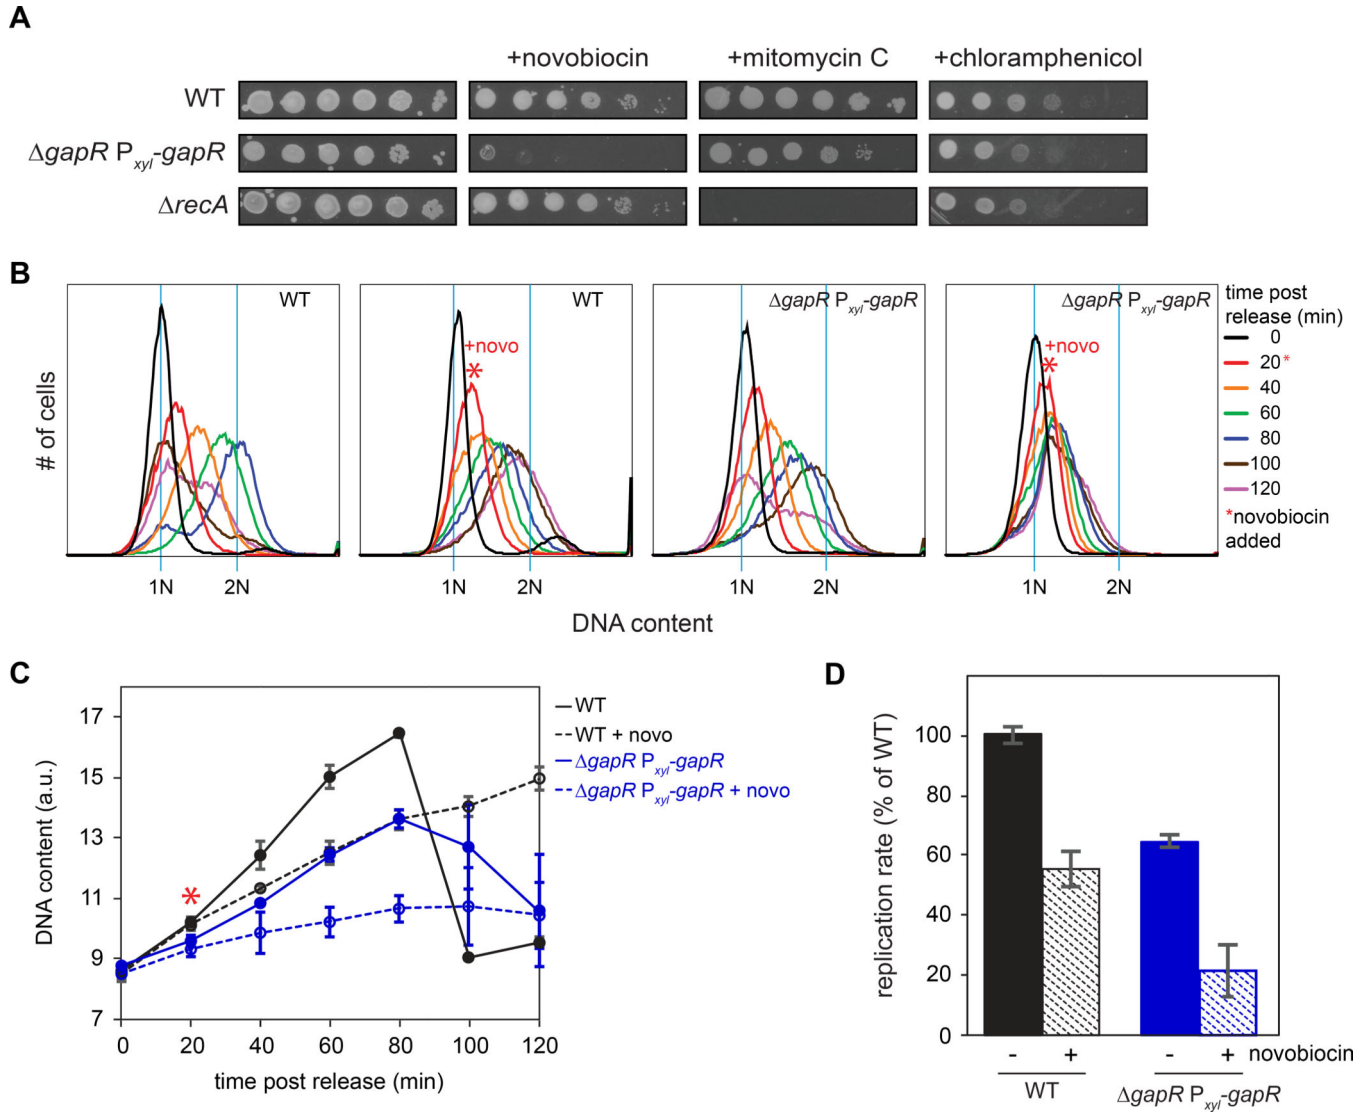 A
+novobiocin
+mitomycin C
+chloramphenicol
WT
ΔgapR Pxyl-gapR
ΔrecA
B
# of cells
WT
WT
ΔgapR Pxyl-gapR
ΔgapR Pxyl-gapR
+novo
*
+novo
*
1N
2N
1N
2N
1N
2N
1N
2N
DNA content
time post
release (min)
0
20*
40
60
80
100
120
*novobiocin
added
C
DNA content (a.u.)
17
15
13
11
9
7
*
0
20
40
60
80
100
120
time post release (min)
WT
WT + novo
ΔgapR Pxyl-gapR
ΔgapR Pxyl-gapR + novo
D
replication rate (% of WT)
100
80
60
40
20
0
- + - + novobiocin
WT
ΔgapR Pxyl-gapR